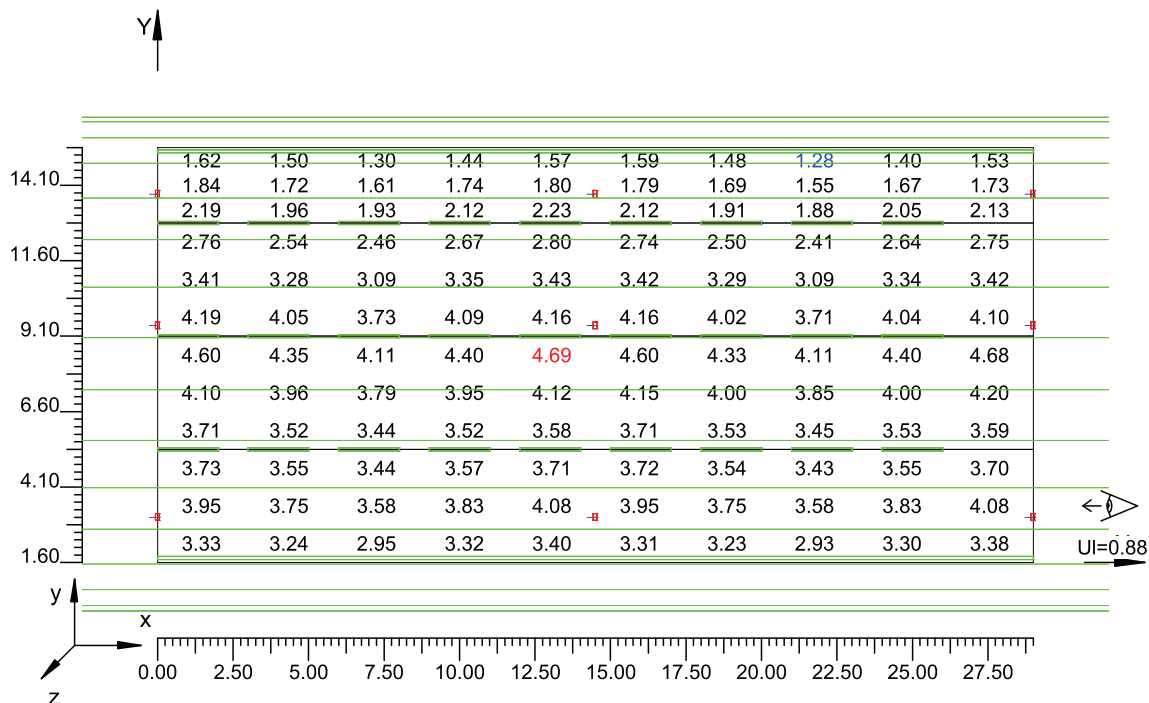 Y
1.62 1.50 1.30 1.44 1.57 1.59 1.48 1.28 1.40 1.53
14.10 1.84 1.72 1.61 1.74 1.80 1.79 1.69 1.55 1.67 1.73
2.19 1.96 1.93 2.12 2.23 2.12 1.91 1.88 2.05 2.13
2.76 2.54 2.46 2.67 2.80 2.74 2.50 2.41 2.64 2.75
11.60
3.41 3.28 3.09 3.35 3.43 3.42 3.29 3.09 3.34 3.42
4.19 4.05 3.73 4.09 4.16 4.16 4.02 3.71 4.04 4.10
9.10
4.60 4.35 4.11 4.40 4.69 4.60 4.33 4.11 4.40 4.68
4.10 3.96 3.79 3.95 4.12 4.15 4.00 3.85 4.00 4.20
6.60
3.71 3.52 3.44 3.52 3.58 3.71 3.53 3.45 3.53 3.59
3.73 3.55 3.44 3.57 3.71 3.72 3.54 3.43 3.55 3.70
4.10
3.95 3.75 3.58 3.83 4.08 3.95 3.75 3.58 3.83 4.08
3.33 3.24 2.95 3.32 3.40 3.31 3.23 2.93 3.30 3.38
UI=0.88
1.60
y
x
0.00 2.50 5.00 7.50 10.00 12.50 15.00 17.50 20.00 22.50 25.00 27.50
z